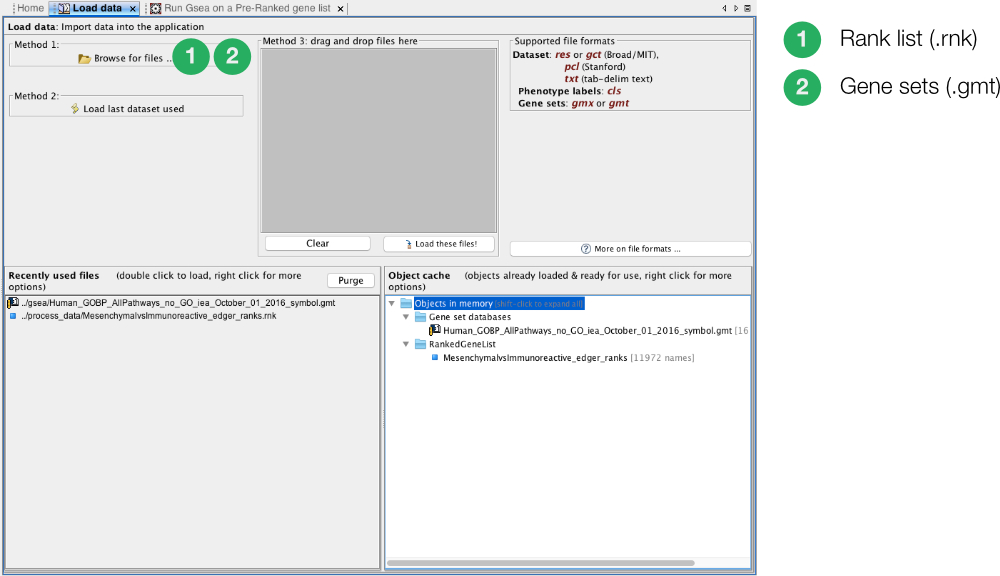 Home Load data x Run Gsea on a Pre-Ranked gene list x
Load data: Import data into the application
Method 1:
Browse for files ...
1 2
Method 2:
Load last dataset used
Method 3: drag and drop files here
Clear
Load these files!
Supported file formats
Dataset: res or gct (Broad/MIT),
pcl (Stanford)
txt (tab-delim text)
Phenotype labels: cls
Gene sets: gmx or gmt
? More on file formats ...
1 Rank list (.rnk)
2 Gene sets (.gmt)
Recently used files (double click to load, right click for more
options)
Purge
../gsea/Human_GOBP_AllPathways_no_GO_iea_October_01_2016_symbol.gmt
../process_data/MesenchymalvsImmunoreactive_edger_ranks.rnk
Object cache (objects already loaded & ready for use, right click for more
options)
Objects in memory [shift-click to expand all]
Gene set databases
Human_GOBP_AllPathways_no_GO_iea_October_01_2016_symbol.gmt [16
RankedGeneList
MesenchymalvsImmunoreactive_edger_ranks [11972 names]